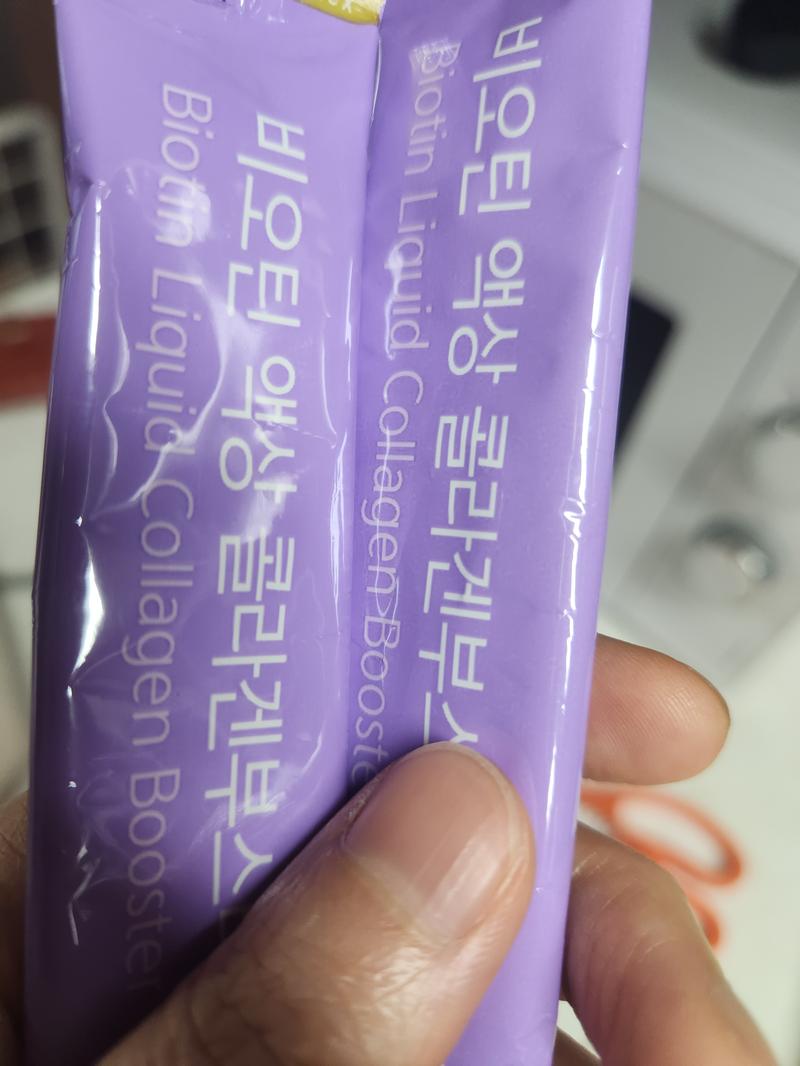 비오틴 액상 콜라겐부스
Biotin Liquid Collagen Booster
비오틴 액상 콜라겐부
Biotin Liquid Collagen Booste